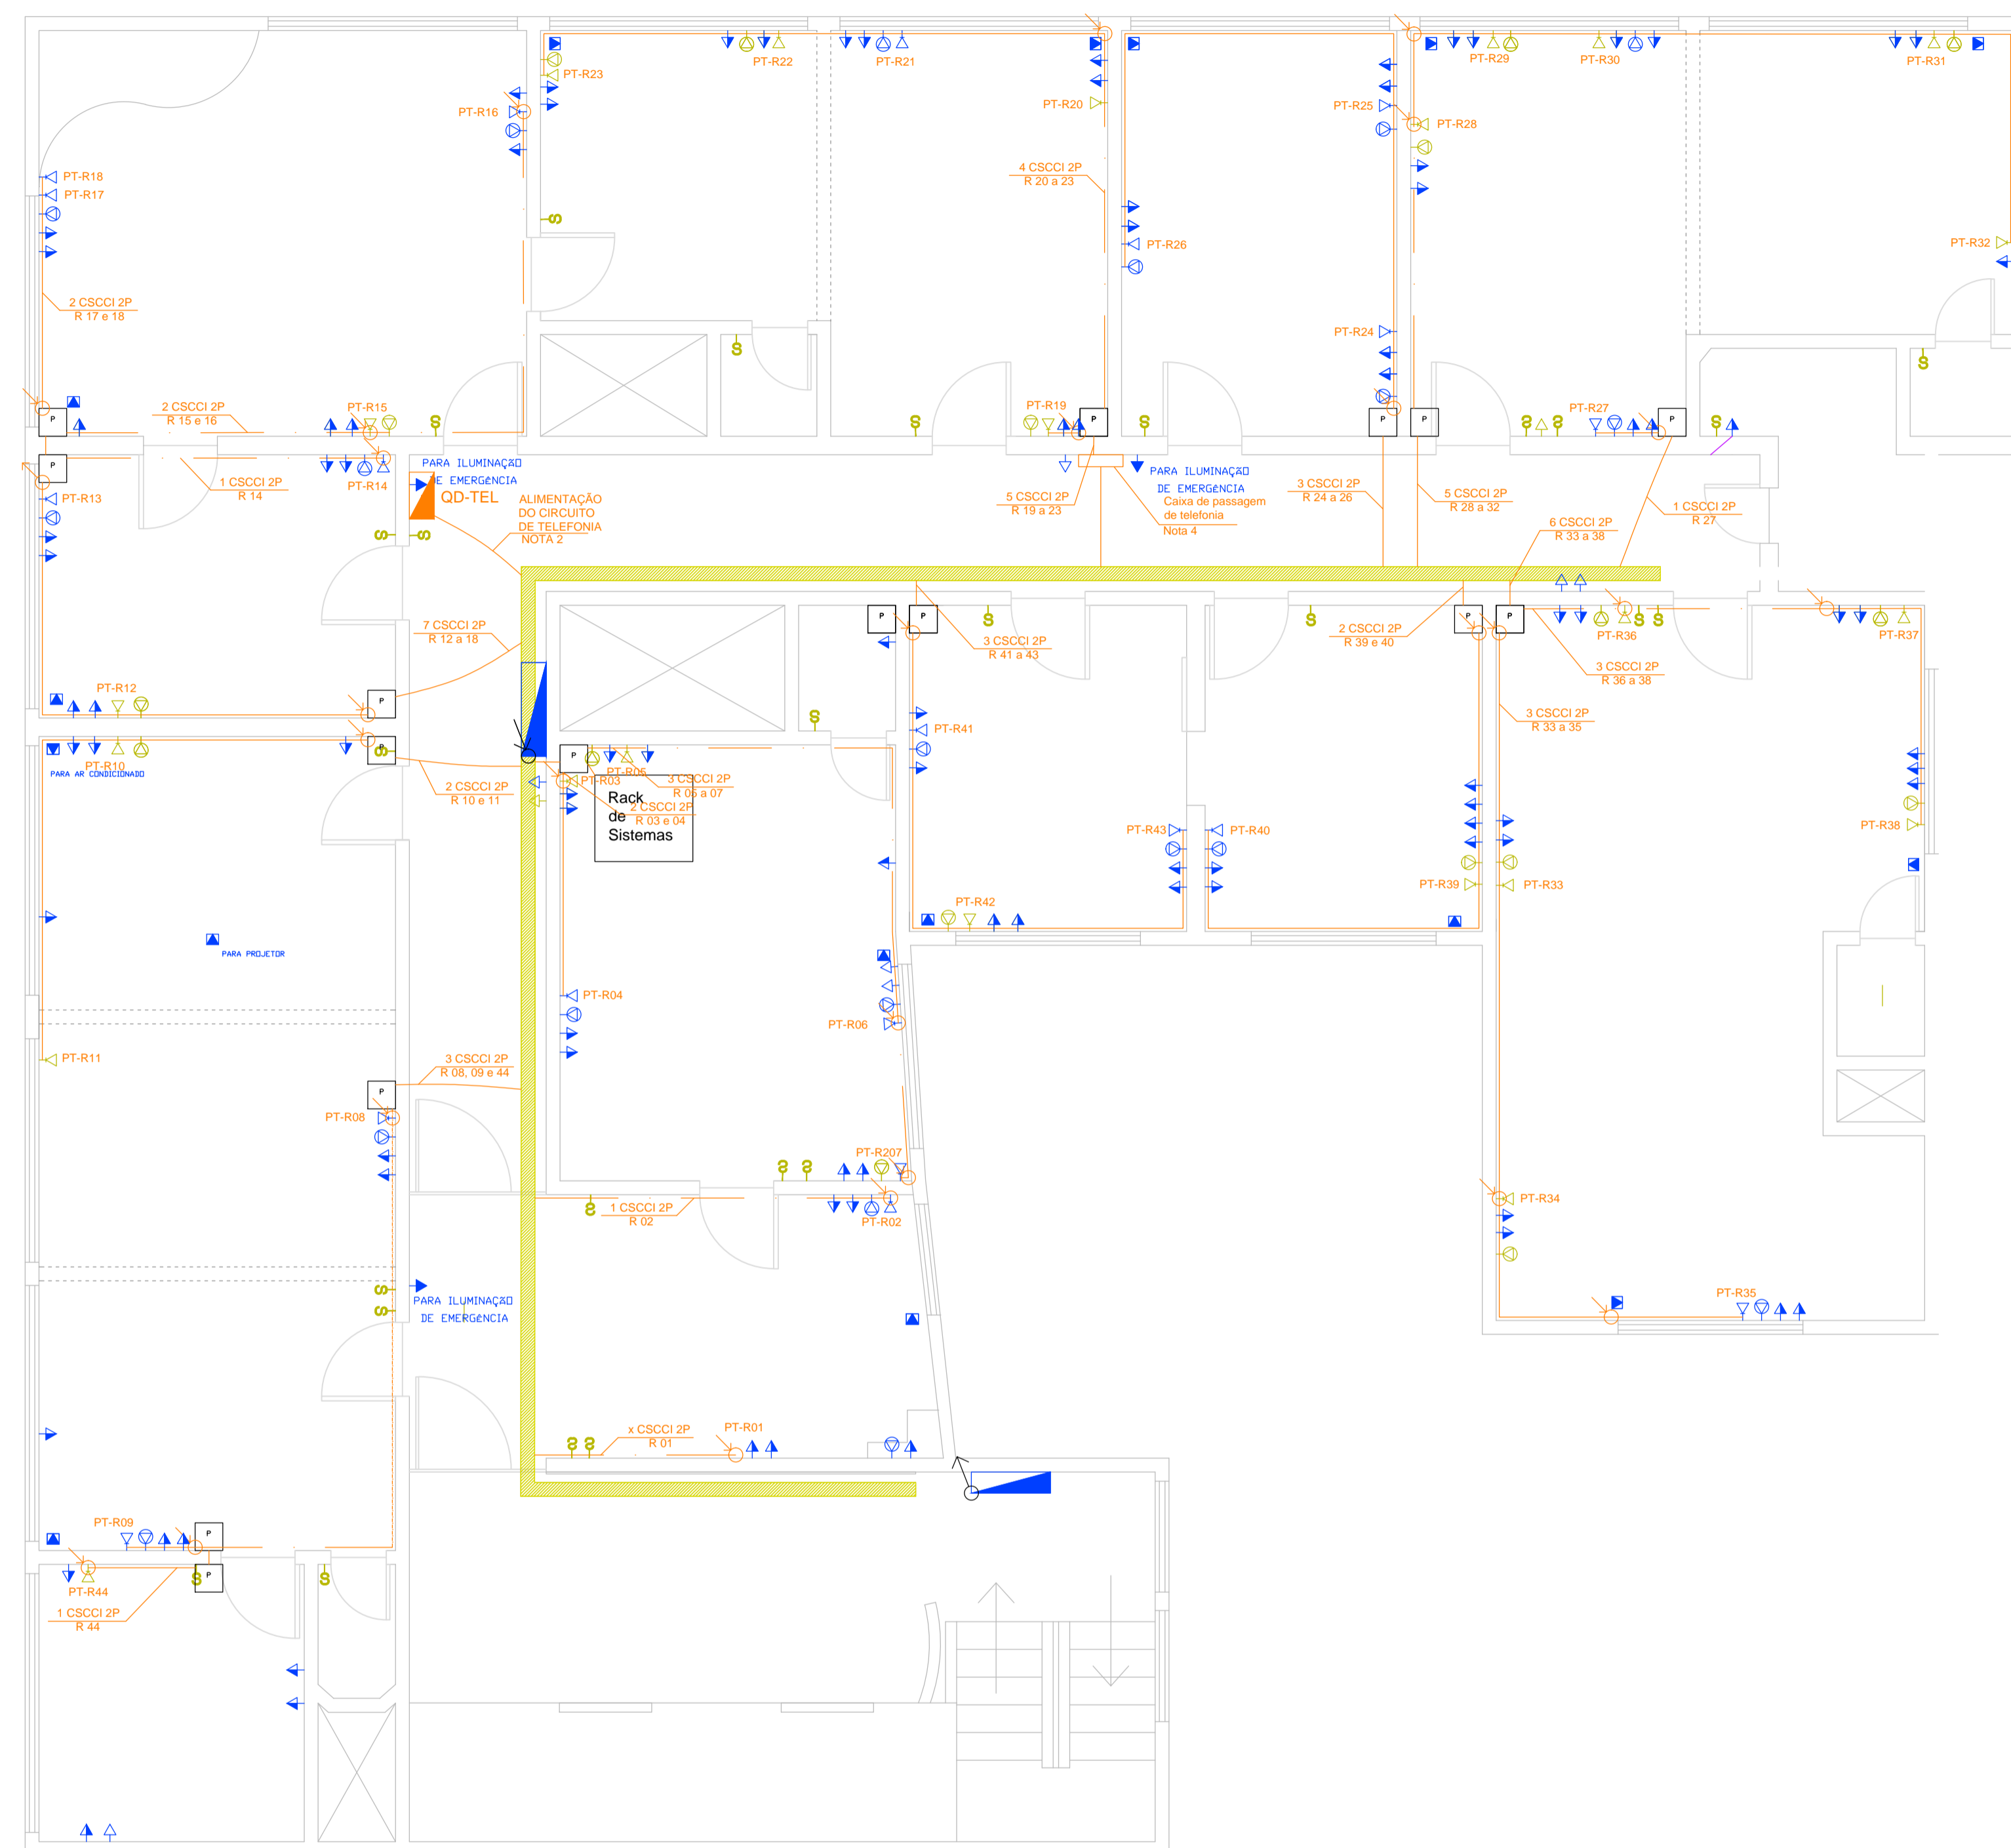 PT-R23
PT-R22
PT-R21
PT-R29
PT-R30
PT-R31
PT-R16
PT-R20
PT-R25
PT-R28
4 CSCCI 2P
R 20 a 23
PT-R18
PT-R17
PT-R26
PT-R32
2 CSCCI 2P
R 17 e 18
PT-R24
P
2 CSCCI 2P
R 15 e 16
PT-R15
PT-R19
P
P
P
PT-R27
P
P
PT-R13
1 CSCCI 2P
R 14
PT-R14
PARA ILUMINAÇÃO
DE EMERGÊNCIA
QD-TEL
ALIMENTAÇÃO
DO CIRCUITO
DE TELEFONIA
NOTA 2
5 CSCCI 2P
R 19 a 23
PARA ILUMINAÇÃO
DE EMERGÊNCIA
Caixa de passagem
de telefonia
Nota 4
3 CSCCI 2P
R 24 a 26
5 CSCCI 2P
R 28 a 32
6 CSCCI 2P
R 33 a 38
1 CSCCI 2P
R 27
7 CSCCI 2P
R 12 a 18
P
P
3 CSCCI 2P
R 41 a 43
2 CSCCI 2P
R 39 e 40
P
P
PT-R36
PT-R37
3 CSCCI 2P
R 36 a 38
PT-R12
P
3 CSCCI 2P
R 33 a 35
PT-R41
PT-R10
PARA AR CONDICIONADO
P
2 CSCCI 2P
R 10 e 11
P
PT-R03
PT-R05
3 CSCCI 2P
R 05 a 07
2 CSCCI 2P
R 03 e 04
Rack
de
Sistemas
PT-R43
PT-R40
PT-R38
PT-R39
PT-R33
PT-R42
PARA PROJETOR
PT-R04
PT-R06
PT-R11
3 CSCCI 2P
R 08, 09 e 44
P
PT-R08
PT-R207
PT-R34
1 CSCCI 2P
R 02
PT-R02
PARA ILUMINAÇÃO
DE EMERGÊNCIA
PT-R35
x CSCCI 2P
R 01
PT-R01
PT-R09
P
P
PT-R44
1 CSCCI 2P
R 44